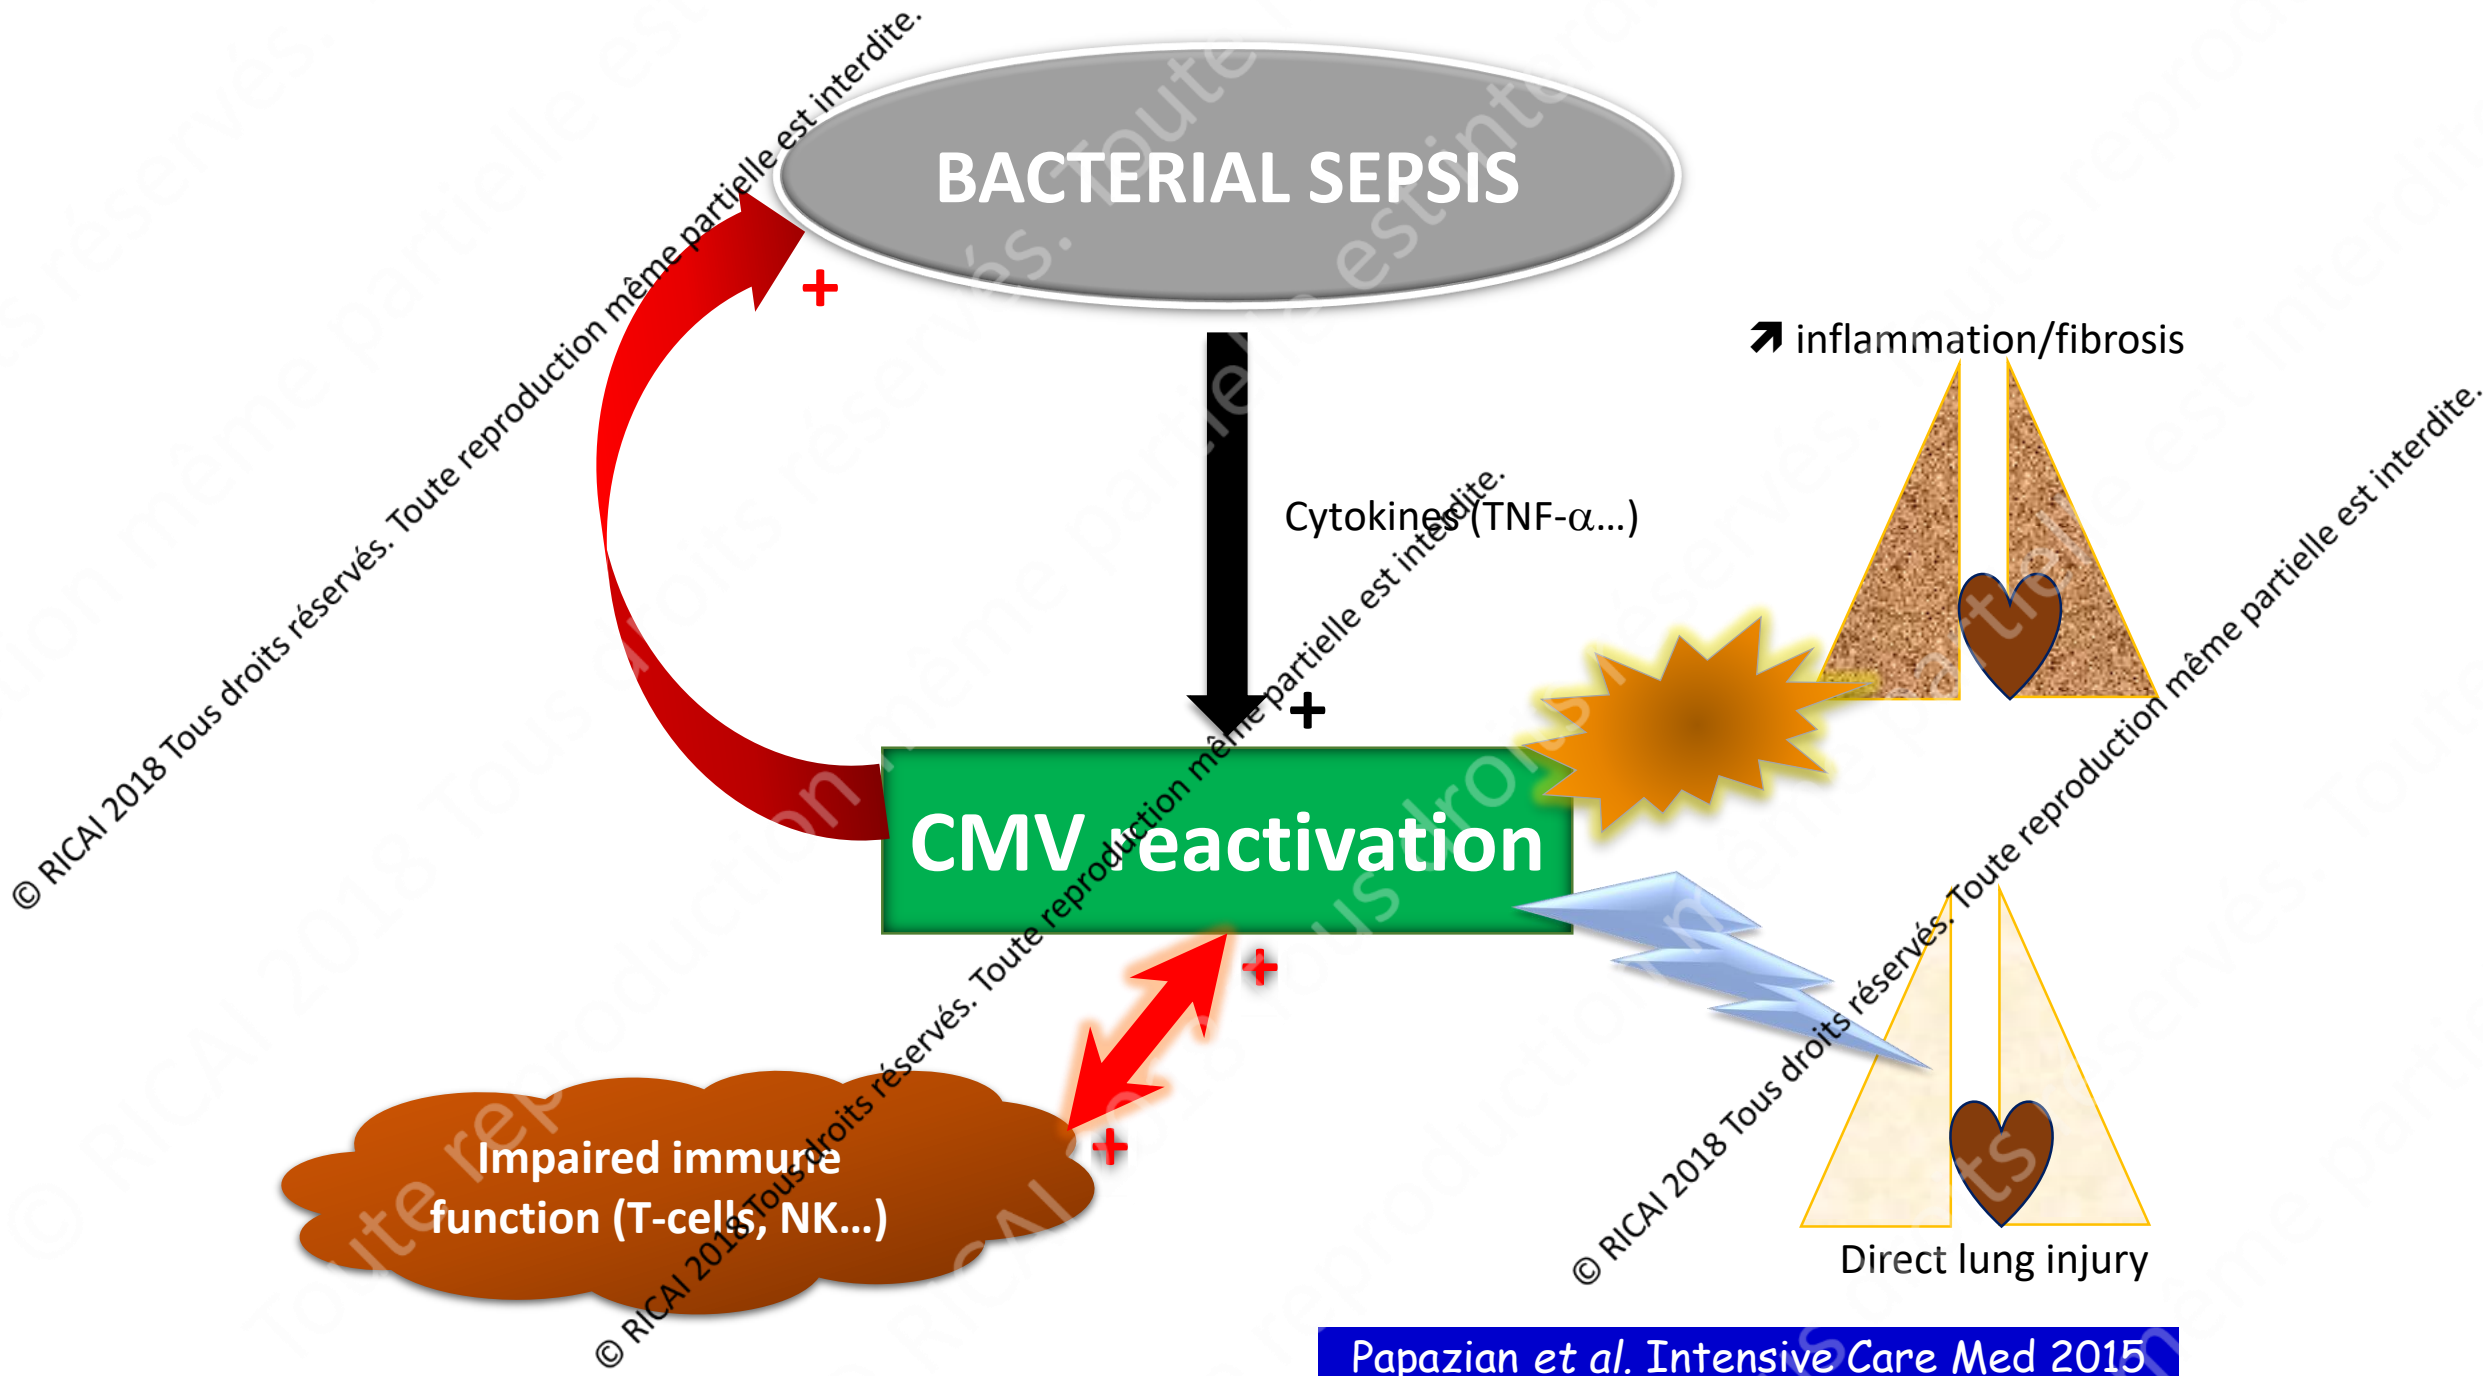 BACTERIAL SEPSIS
+
↗ inflammation/fibrosis
Cytokines (TNF-α…)
+
CMV reactivation
+
+
Impaired immune
function (T-cells, NK…)
Direct lung injury
Papazian et al. Intensive Care Med 2015
© RICAI 2018 Tous droits réservés. Toute reproduction même partielle est interdite.
© RICAI 2018 Tous droits réservés. Toute reproduction même partielle est interdite.
© RICAI 2018 Tous droits réservés. Toute reproduction même partielle est interdite.